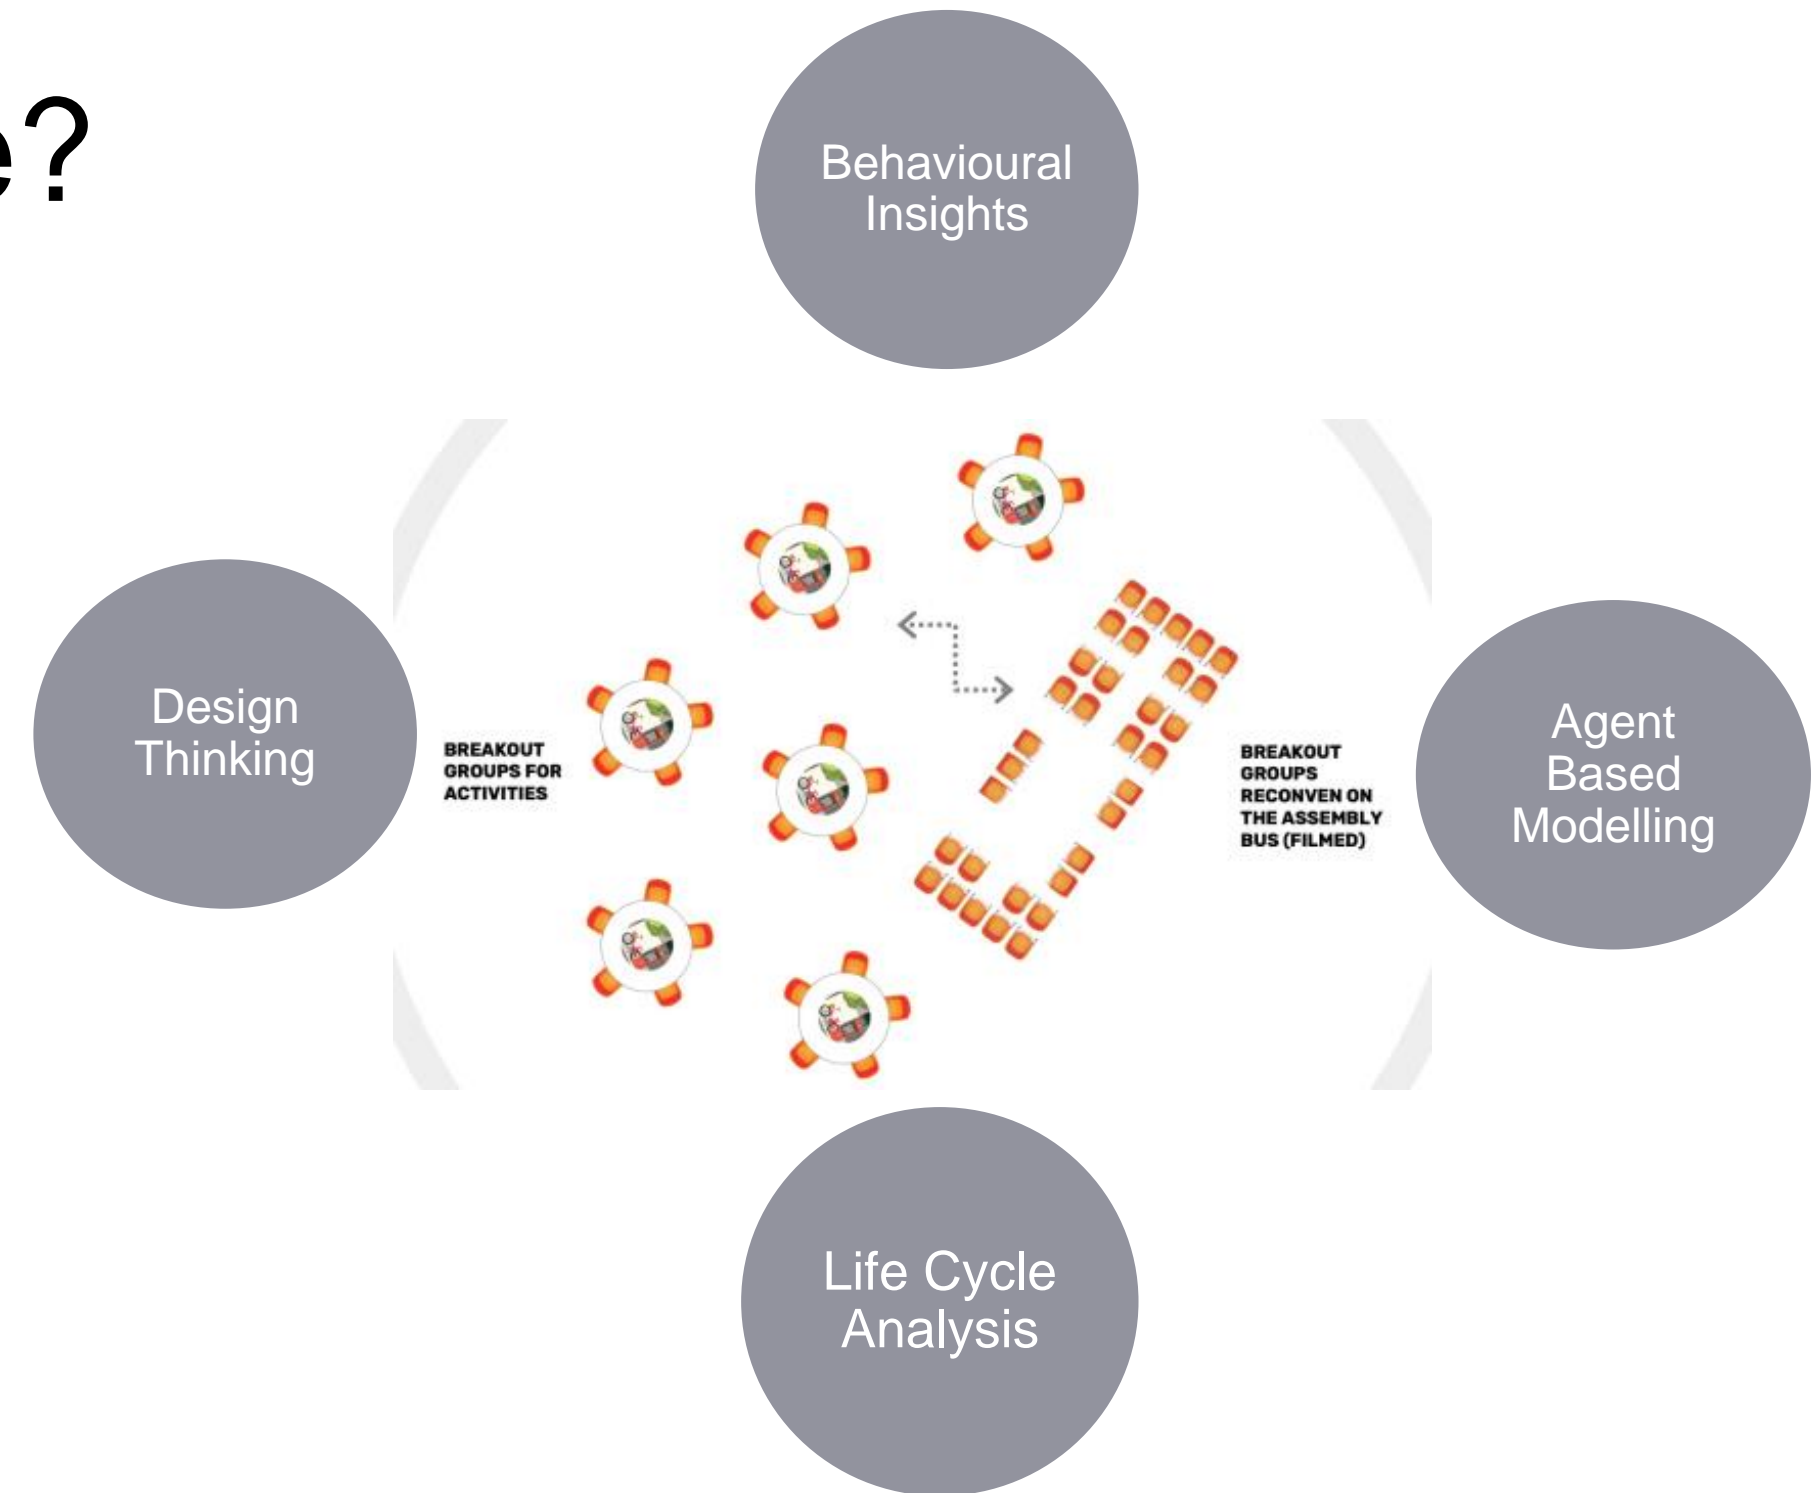 e?
Behavioural
Insights
Design
Thinking
BREAKOUT
GROUPS FOR
ACTIVITIES
BREAKOUT
GROUPS
RECONVEN ON
THE ASSEMBLY
BUS (FILMED)
Agent
Based
Modelling
Life Cycle
Analysis